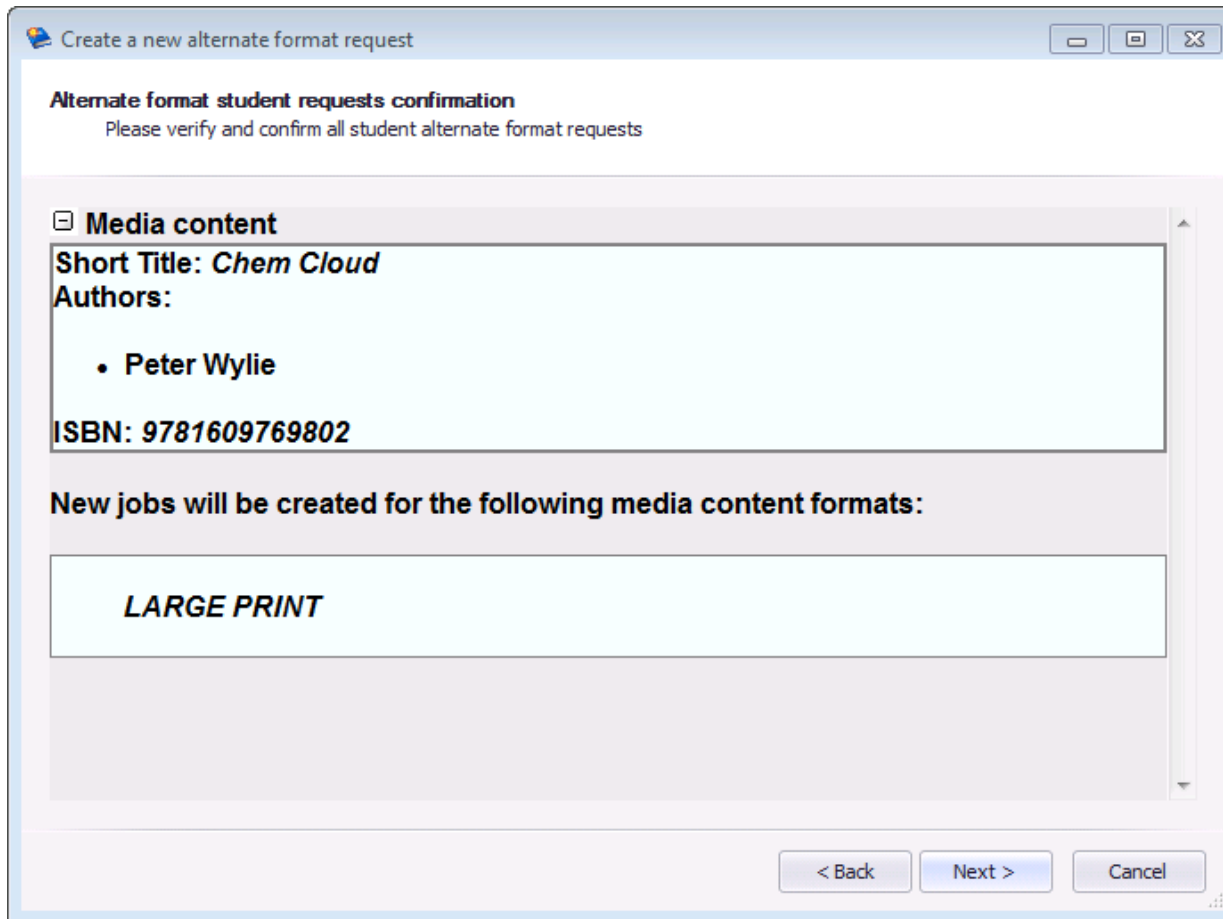 Create a new alternate format request
Alternate format student requests confirmation
Please verify and confirm all student alternate format requests
Media content
Short Title: Chem Cloud
Authors:
• Peter Wylie
ISBN: 9781609769802
New jobs will be created for the following media content formats:
LARGE PRINT
< Back Next > Cancel